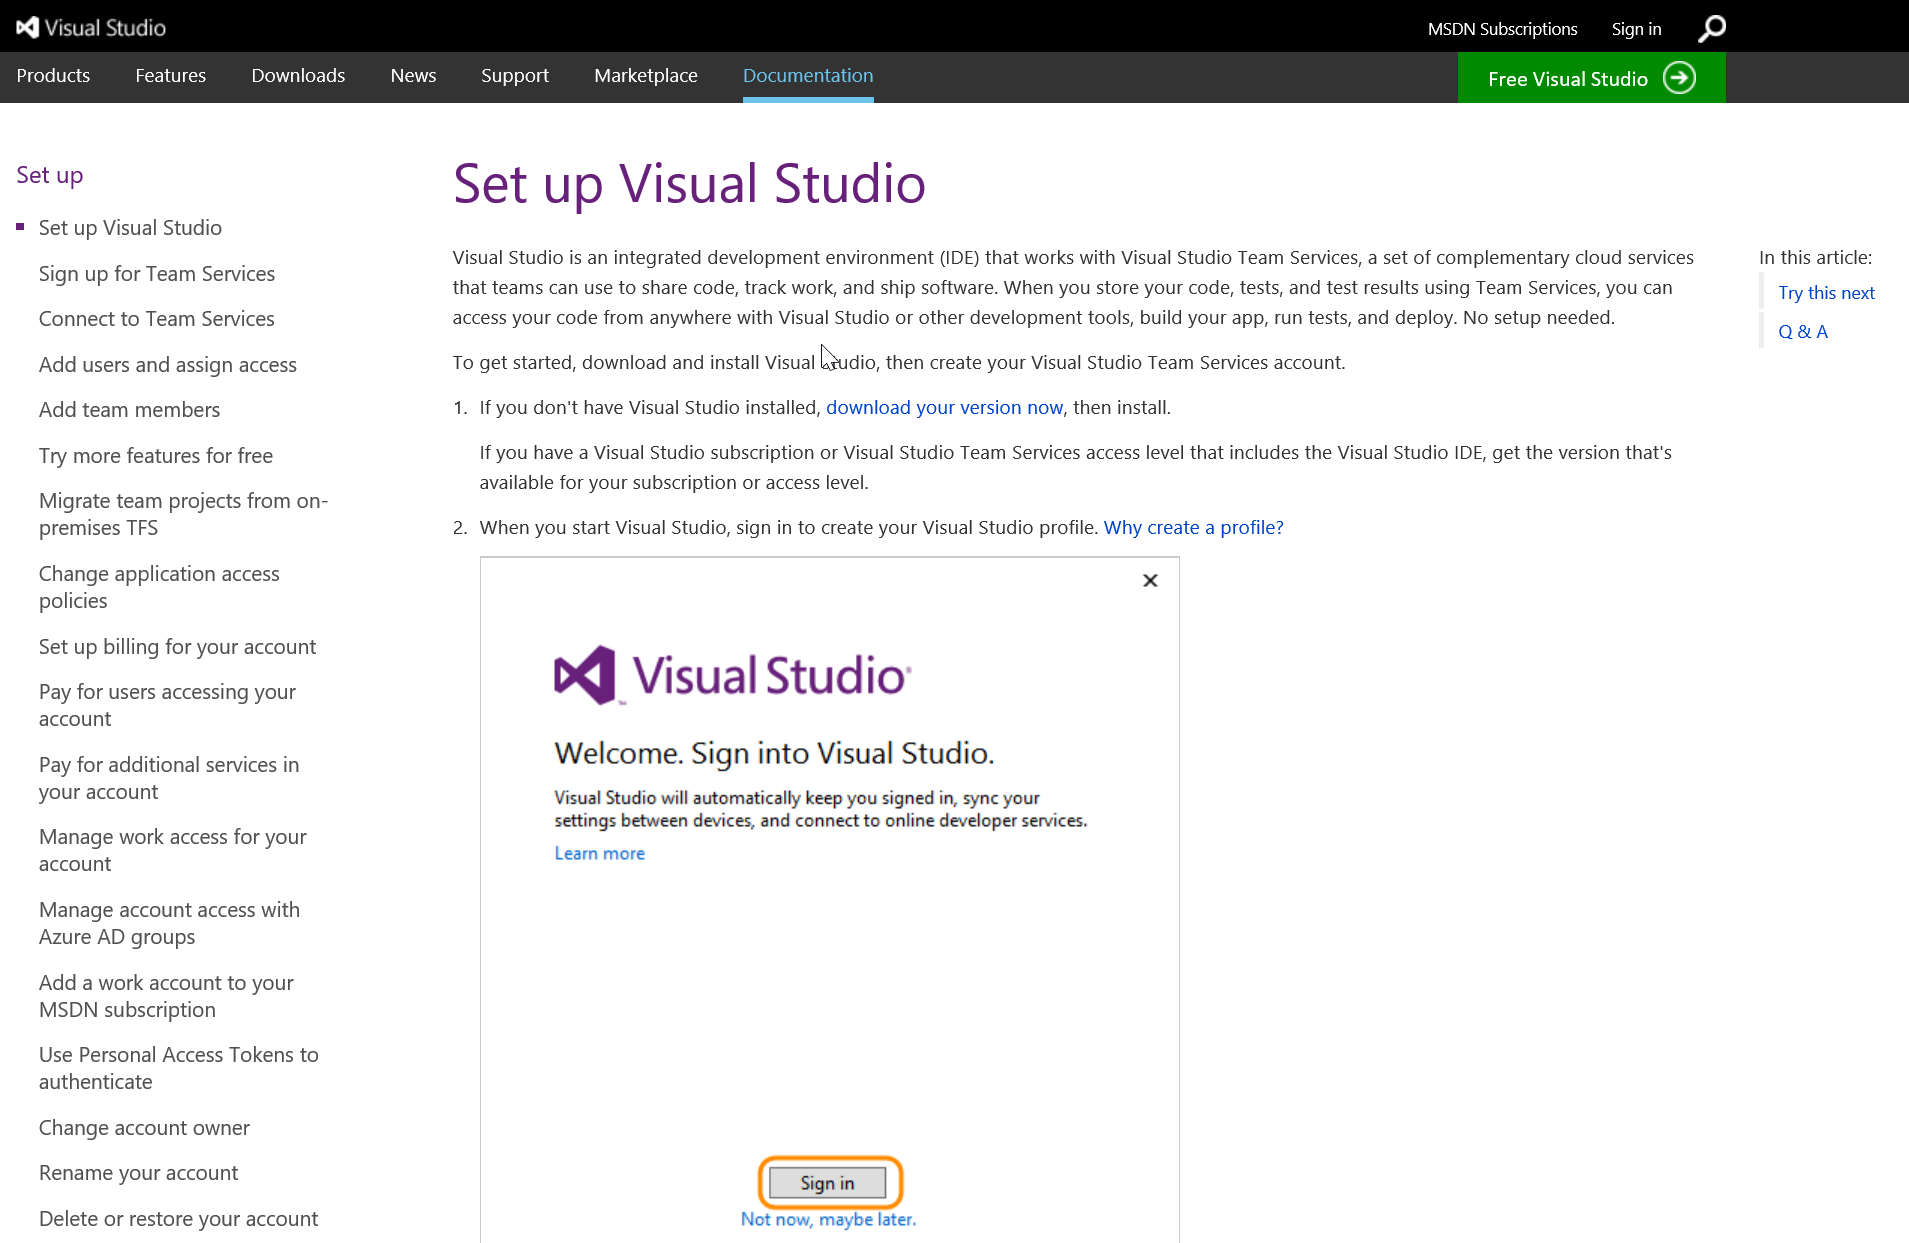 Visual Studio
MSDN Subscriptions
Sign in
Products
Features
Downloads
News
Support
Marketplace
Documentation
Free Visual Studio
Set up
Set up Visual Studio
Sign up for Team Services
Connect to Team Services
Add users and assign access
Add team members
Try more features for free
Migrate team projects from on-
premises TFS
Change application access
policies
Set up billing for your account
Pay for users accessing your
account
Pay for additional services in
your account
Manage work access for your
account
Manage account access with
Azure AD groups
Add a work account to your
MSDN subscription
Use Personal Access Tokens to
authenticate
Change account owner
Rename your account
Delete or restore your account
Set up Visual Studio
Visual Studio is an integrated development environment (IDE) that works with Visual Studio Team Services, a set of complementary cloud services
that teams can use to share code, track work, and ship software. When you store your code, tests, and test results using Team Services, you can
access your code from anywhere with Visual Studio or other development tools, build your app, run tests, and deploy. No setup needed.
To get started, download and install Visual Studio, then create your Visual Studio Team Services account.
1. If you don't have Visual Studio installed, download your version now, then install.
If you have a Visual Studio subscription or Visual Studio Team Services access level that includes the Visual Studio IDE, get the version that's
available for your subscription or access level.
2. When you start Visual Studio, sign in to create your Visual Studio profile. Why create a profile?
Visual Studio
Welcome. Sign into Visual Studio.
Visual Studio will automatically keep you signed in, sync your
settings between devices, and connect to online developer services.
Learn more
Sign in
Not now, maybe later.
In this article:
Try this next
Q & A